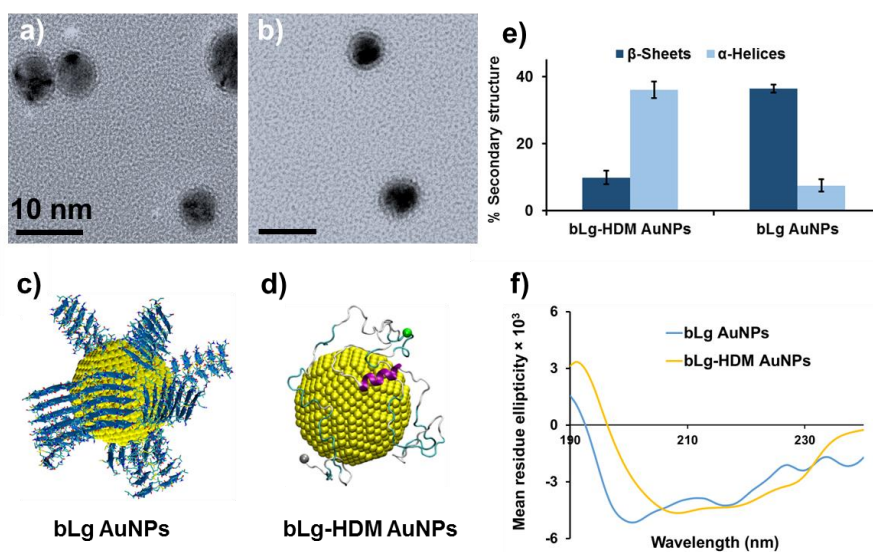 a)
10 nm
b)
e)
β-Sheets α-Helices
% Secondary structure
40
20
0
bLg-HDM AuNPs bLg AuNPs
c)
bLg AuNPs
d)
bLg-HDM AuNPs
f)
bLg AuNPs
bLg-HDM AuNPs
Mean residue ellipticity × 10³
6
3
0
-3
-6
190 210 230
Wavelength (nm)